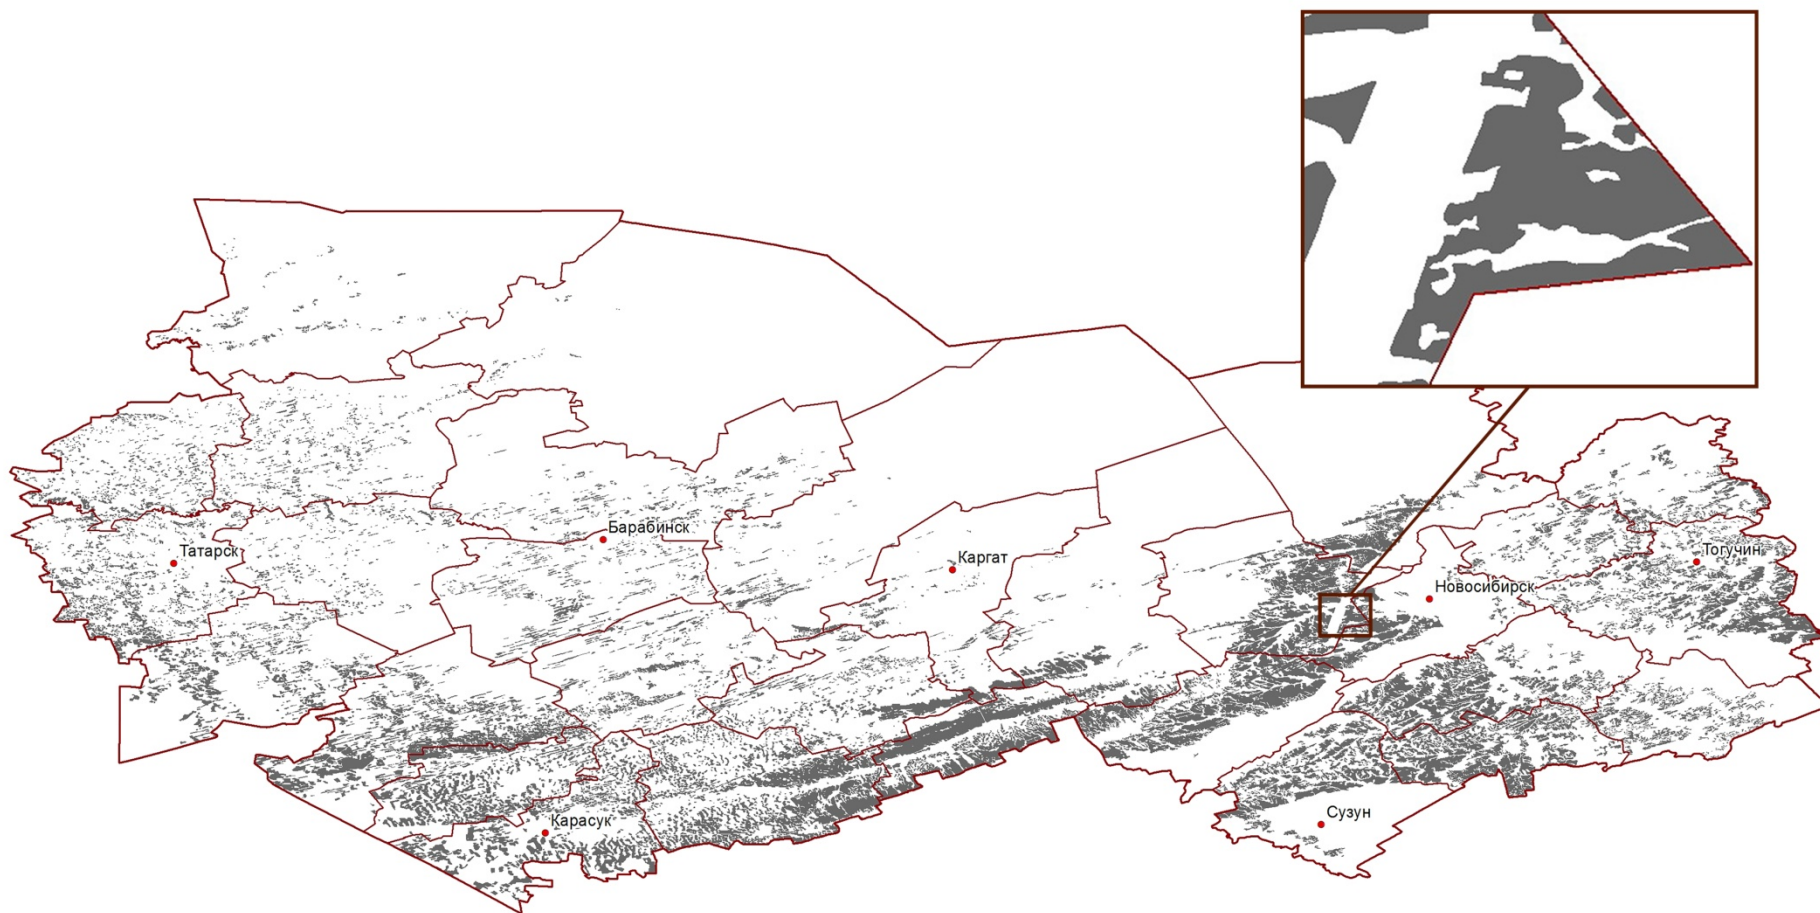 Барабинск
Татарск
Каргат
Тогучин
Новосибирск
Карасук
Сузун